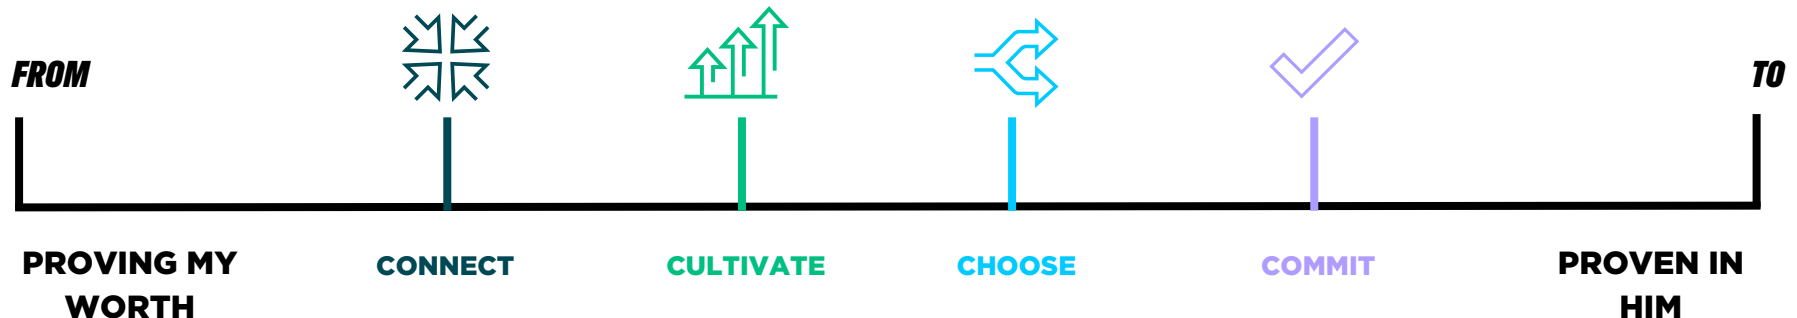 FROM
TO
PROVING MY
WORTH
CONNECT
CULTIVATE
CHOOSE
COMMIT
PROVEN IN
HIM